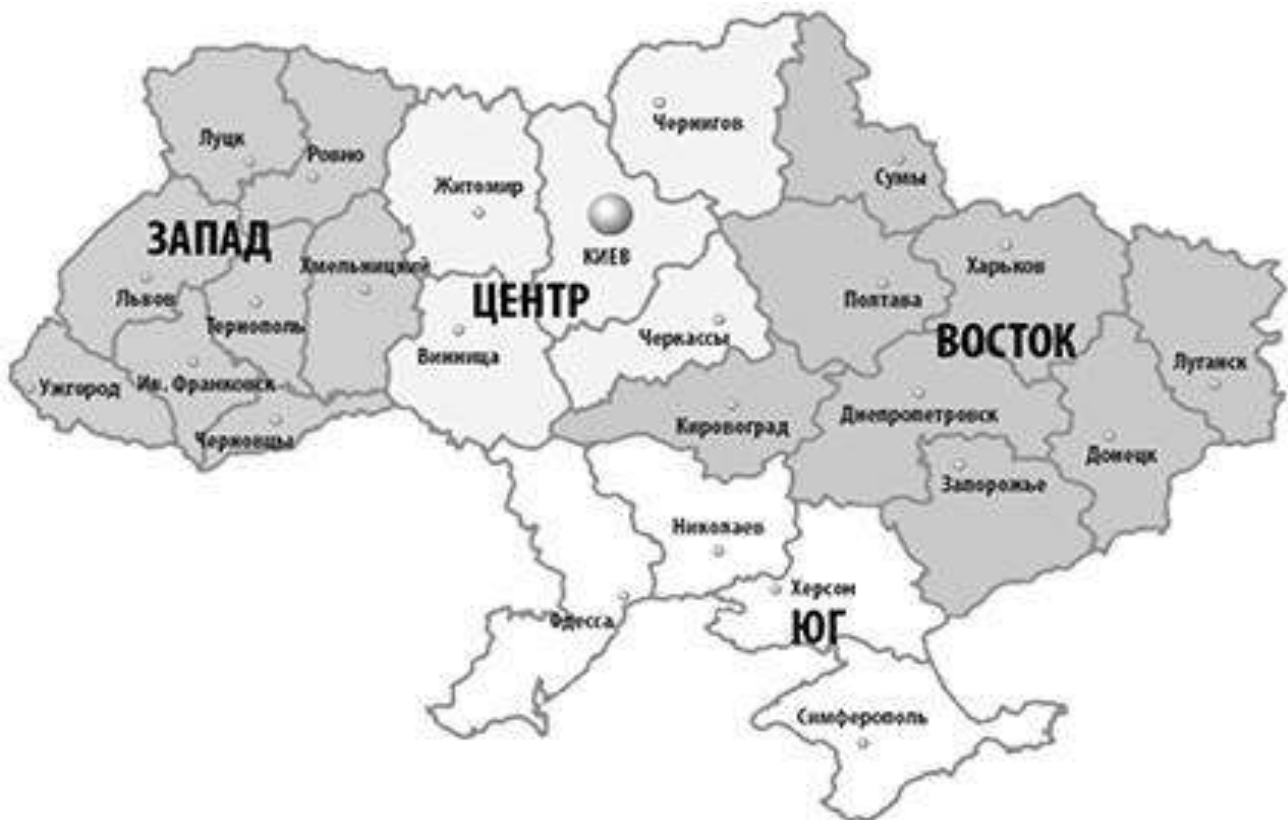 Чернигов
Луцк
Ровно
Сумы
Житомир
ЗАПАД
КИЕВ
Хмельницкий
Харьков
Львов
Тернополь
ЦЕНТР
Полтава
Черкассы
ВОСТОК
Винница
Луганск
Ужгород
Ив. Франковск
Днепропетровск
Кировоград
Черновцы
Донецк
Запорожье
Николаев
Херсон
Одесса
ЮГ
Симферополь